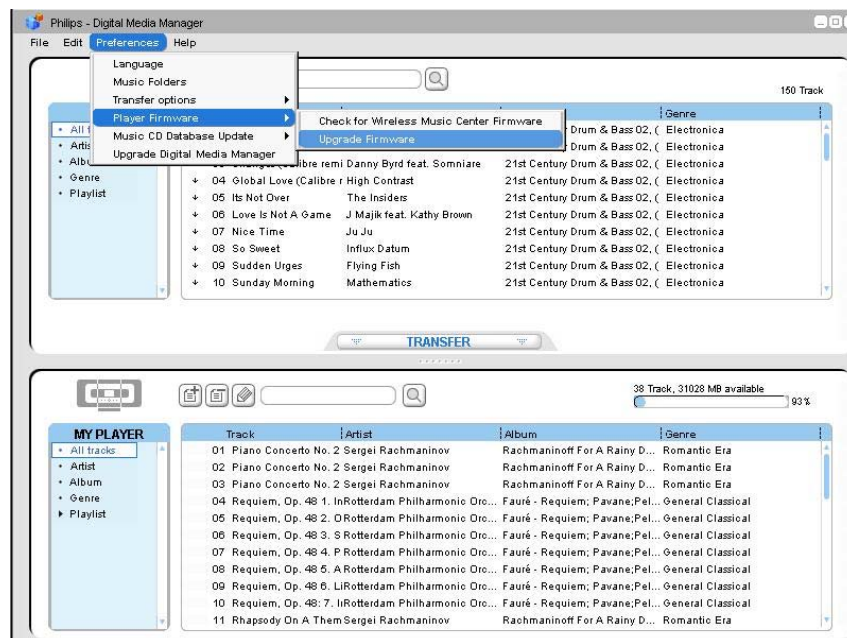 Philips - Digital Media Manager
File Edit Preferences Help
Language
Music Folders
Transfer options
Player Firmware
Music CD Database Update
Upgrade Digital Media Manager
Check for Wireless Music Center Firmware
Upgrade Firmware
150 Track
Genre
All t
Artis
Albu
Genre
Playlist
Drum & Bass 02, ( Electronica
Drum & Bass 02, ( Electronica
remi Danny Byrd feat. Somniare 21st Century Drum & Bass 02, ( Electronica
04 Global Love (Calibre r High Contrast 21st Century Drum & Bass 02, ( Electronica
05 Its Not Over The Insiders 21st Century Drum & Bass 02, ( Electronica
06 Love Is Not A Game J Majik feat. Kathy Brown 21st Century Drum & Bass 02, ( Electronica
07 Nice Time Ju Ju 21st Century Drum & Bass 02, ( Electronica
08 So Sweet Influx Datum 21st Century Drum & Bass 02, ( Electronica
09 Sudden Urges Flying Fish 21st Century Drum & Bass 02, ( Electronica
10 Sunday Morning Mathematics 21st Century Drum & Bass 02, ( Electronica
TRANSFER
38 Track, 31028 MB available
93 %
MY PLAYER
All tracks
Artist
Album
Genre
Playlist
Track Artist Album Genre
01 Piano Concerto No. 2 Sergei Rachmaninov Rachmaninoff For A Rainy D... Romantic Era
02 Piano Concerto No. 2 Sergei Rachmaninov Rachmaninoff For A Rainy D... Romantic Era
03 Piano Concerto No. 2 Sergei Rachmaninov Rachmaninoff For A Rainy D... Romantic Era
04 Requiem, Op. 48 1. In Rotterdam Philharmonic Orc... Fauré - Requiem; Pavane;Pel... General Classical
05 Requiem, Op. 48 2. O Rotterdam Philharmonic Orc... Fauré - Requiem; Pavane;Pel... General Classical
06 Requiem, Op. 48 3. S Rotterdam Philharmonic Orc... Fauré - Requiem; Pavane;Pel... General Classical
07 Requiem, Op. 48 4. P Rotterdam Philharmonic Orc... Fauré - Requiem; Pavane;Pel... General Classical
08 Requiem, Op. 48 5. A Rotterdam Philharmonic Orc... Fauré - Requiem; Pavane;Pel... General Classical
09 Requiem, Op. 48 6. Li Rotterdam Philharmonic Orc... Fauré - Requiem; Pavane;Pel... General Classical
10 Requiem, Op. 48: 7. In Rotterdam Philharmonic Orc... Fauré - Requiem; Pavane;Pel... General Classical
11 Rhapsody On A Them Sergei Rachmaninov Rachmaninoff For A Rainy D... Romantic Era